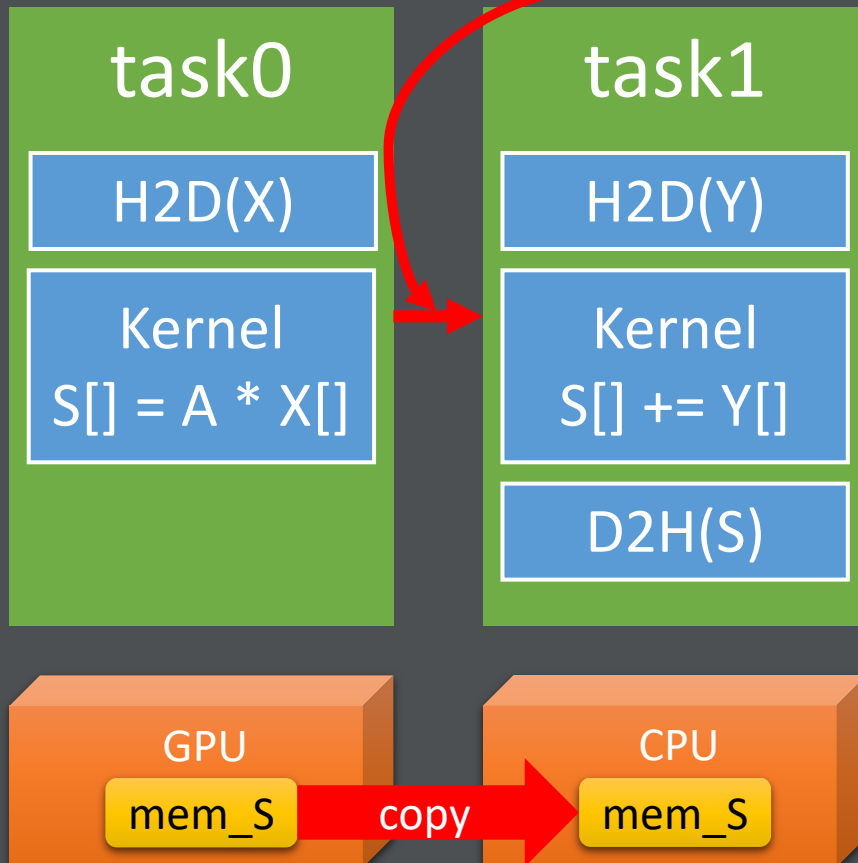 task0
H2D(X)
Kernel
S[] = A * X[]
task1
H2D(Y)
Kernel
S[] += Y[]
D2H(S)
GPU
mem_S
copy
CPU
mem_S